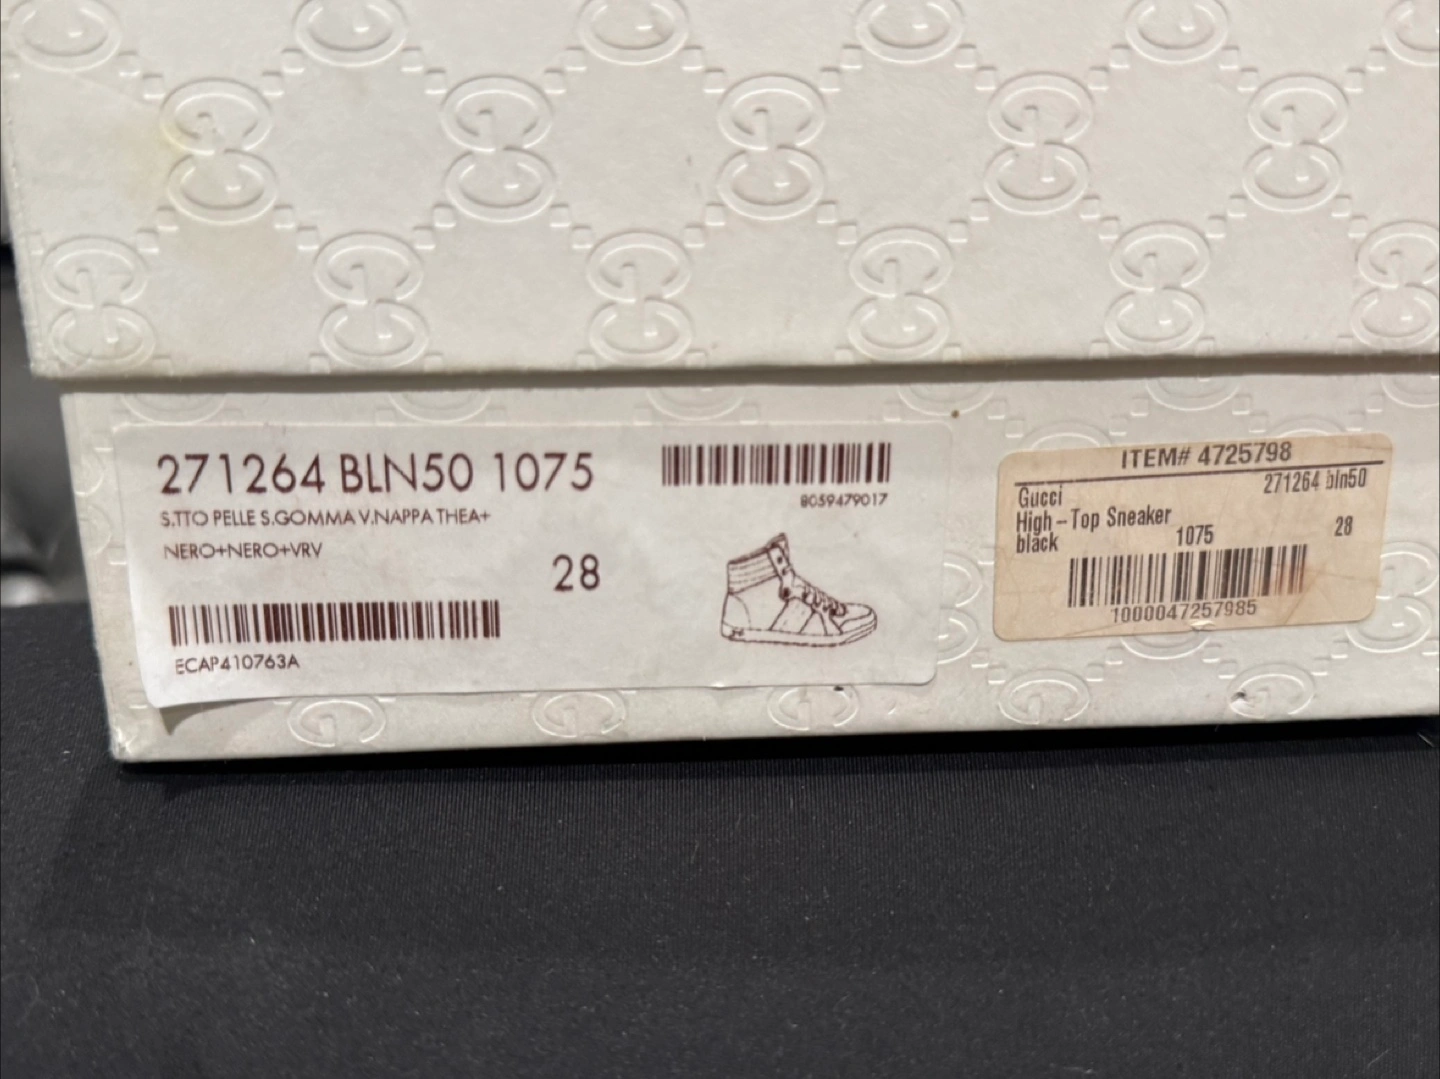 271264 BLN50 1075
S.TTO PELLE S.GOMMA V.NAPPA THEA+
NERO+NERO+VRV
28
ECAP410763A
8059479017
ITEM# 4725798
Gucci 271264 bln50
High-Top Sneaker
black 1075 28
1000047257985